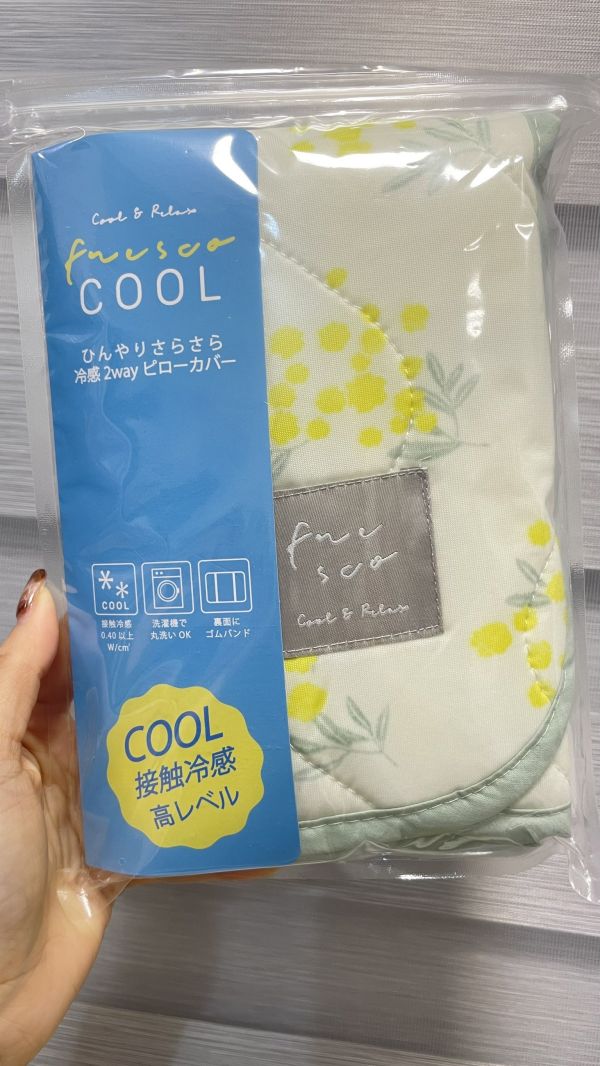 Cool & Relax
fresco
COOL
ひんやりさらさら
冷感 2way ピローカバー
COOL
接触冷感
0.40 以上
W/c㎡
洗濯機で
丸洗い OK
裏面に
ゴムバンド
COOL
接触冷感
高レベル
fre
sco
Cool & Relax